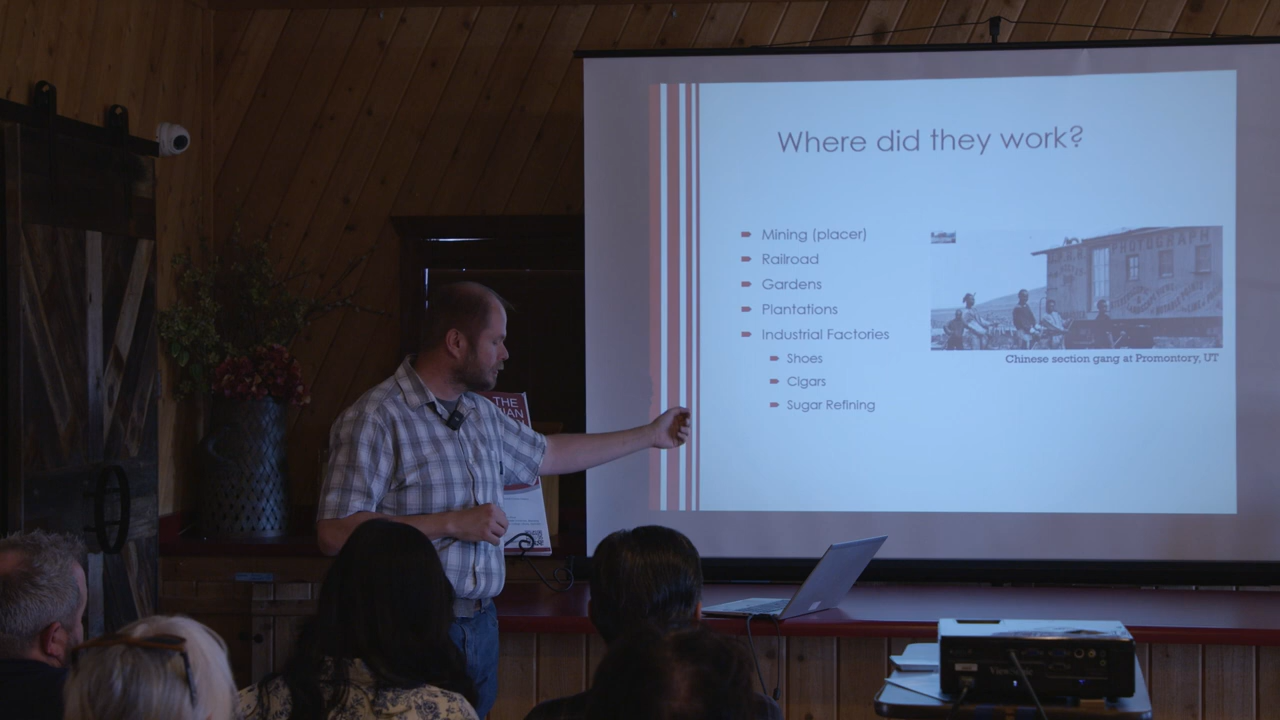 Where did they work?
Mining (placer)
Railroad
Gardens
Plantations
Industrial Factories
Shoes
Cigars
Sugar Refining
PHOTOGRAPH
Chinese section gang at Promontory, UT
THE